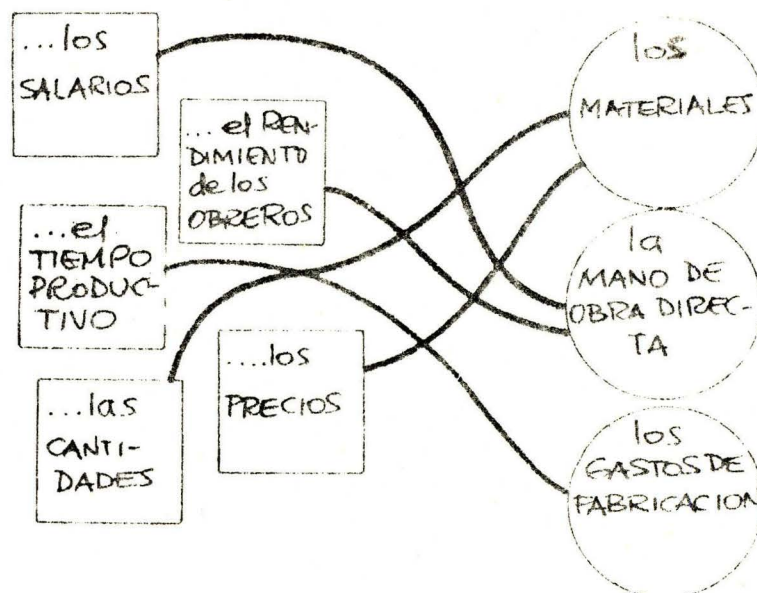 ...los
SALARIOS
...el REN-
DIMIENTO
de los
OBREROS
...el
TIEMPO
PRODUC-
TIVO
....los
PRECIOS
...las
CANTI-
DADES
los
MATERIALES
la
MANO DE
OBRA DIREC-
TA
los
GASTOS DE
FABRICACION